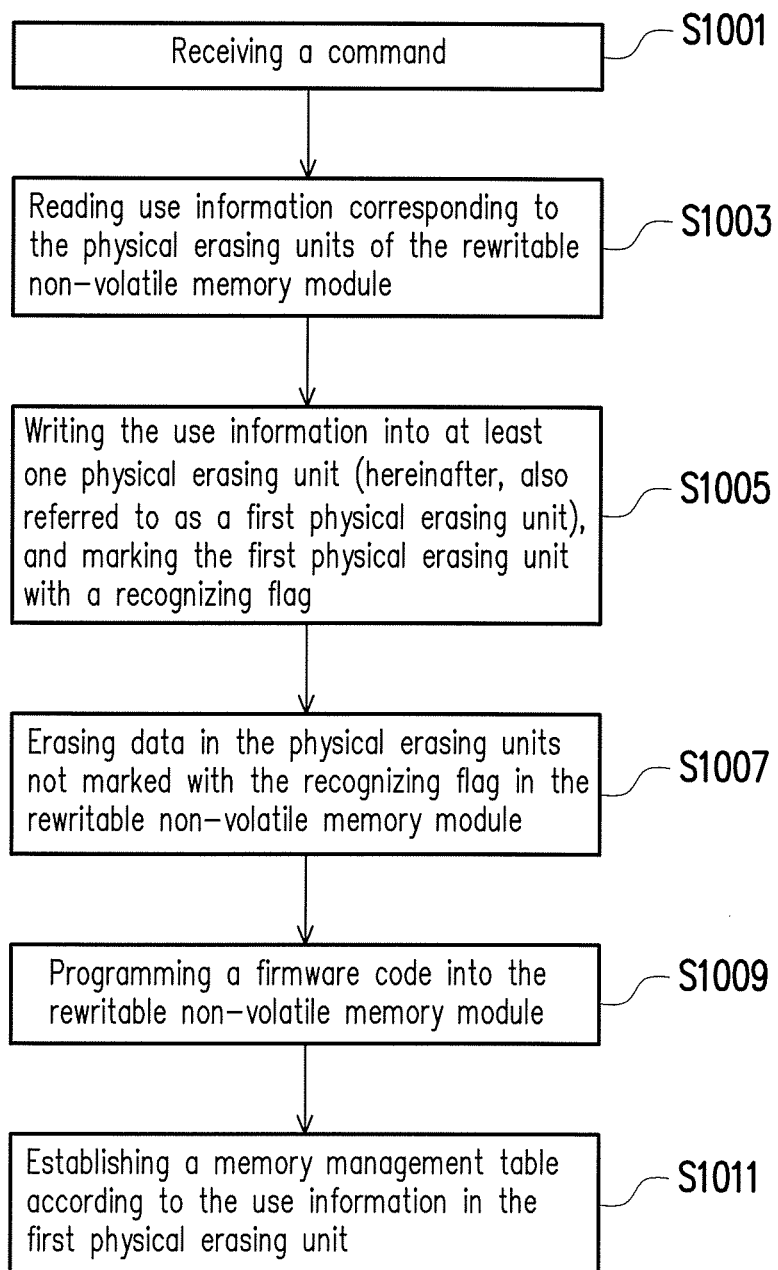 Receiving a command
S1001
Reading use information corresponding to
the physical erasing units of the rewritable
non-volatile memory module
S1003
Writing the use information into at least
one physical erasing unit (hereinafter, also
referred to as a first physical erasing unit),
and marking the first physical erasing unit
with a recognizing flag
S1005
Erasing data in the physical erasing units
not marked with the recognizing flag in the
rewritable non-volatile memory module
S1007
Programming a firmware code into the
rewritable non-volatile memory module
S1009
Establishing a memory management table
according to the use information in the
first physical erasing unit
S1011